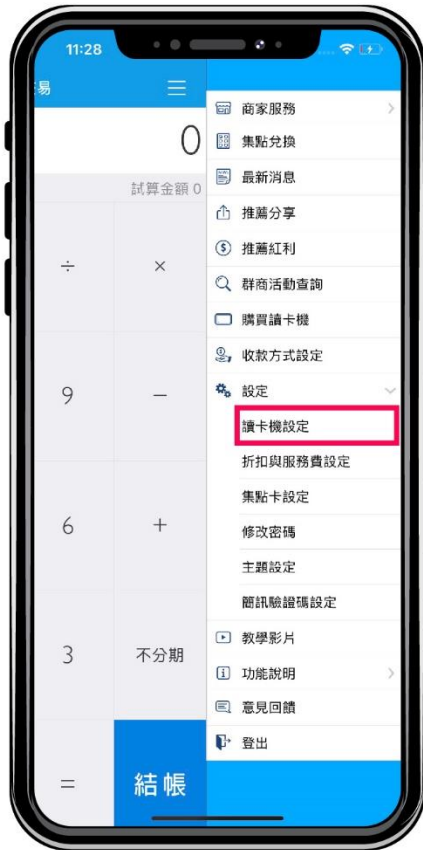 11:28
易
0
試算金額 0
÷ ×
9 −
6 +
3 不分期
= 結帳
商家服務
集點兌換
最新消息
推薦分享
推薦紅利
群商活動查詢
購買讀卡機
收款方式設定
設定
讀卡機設定
折扣與服務費設定
集點卡設定
修改密碼
主題設定
簡訊驗證碼設定
教學影片
功能說明
意見回饋
登出